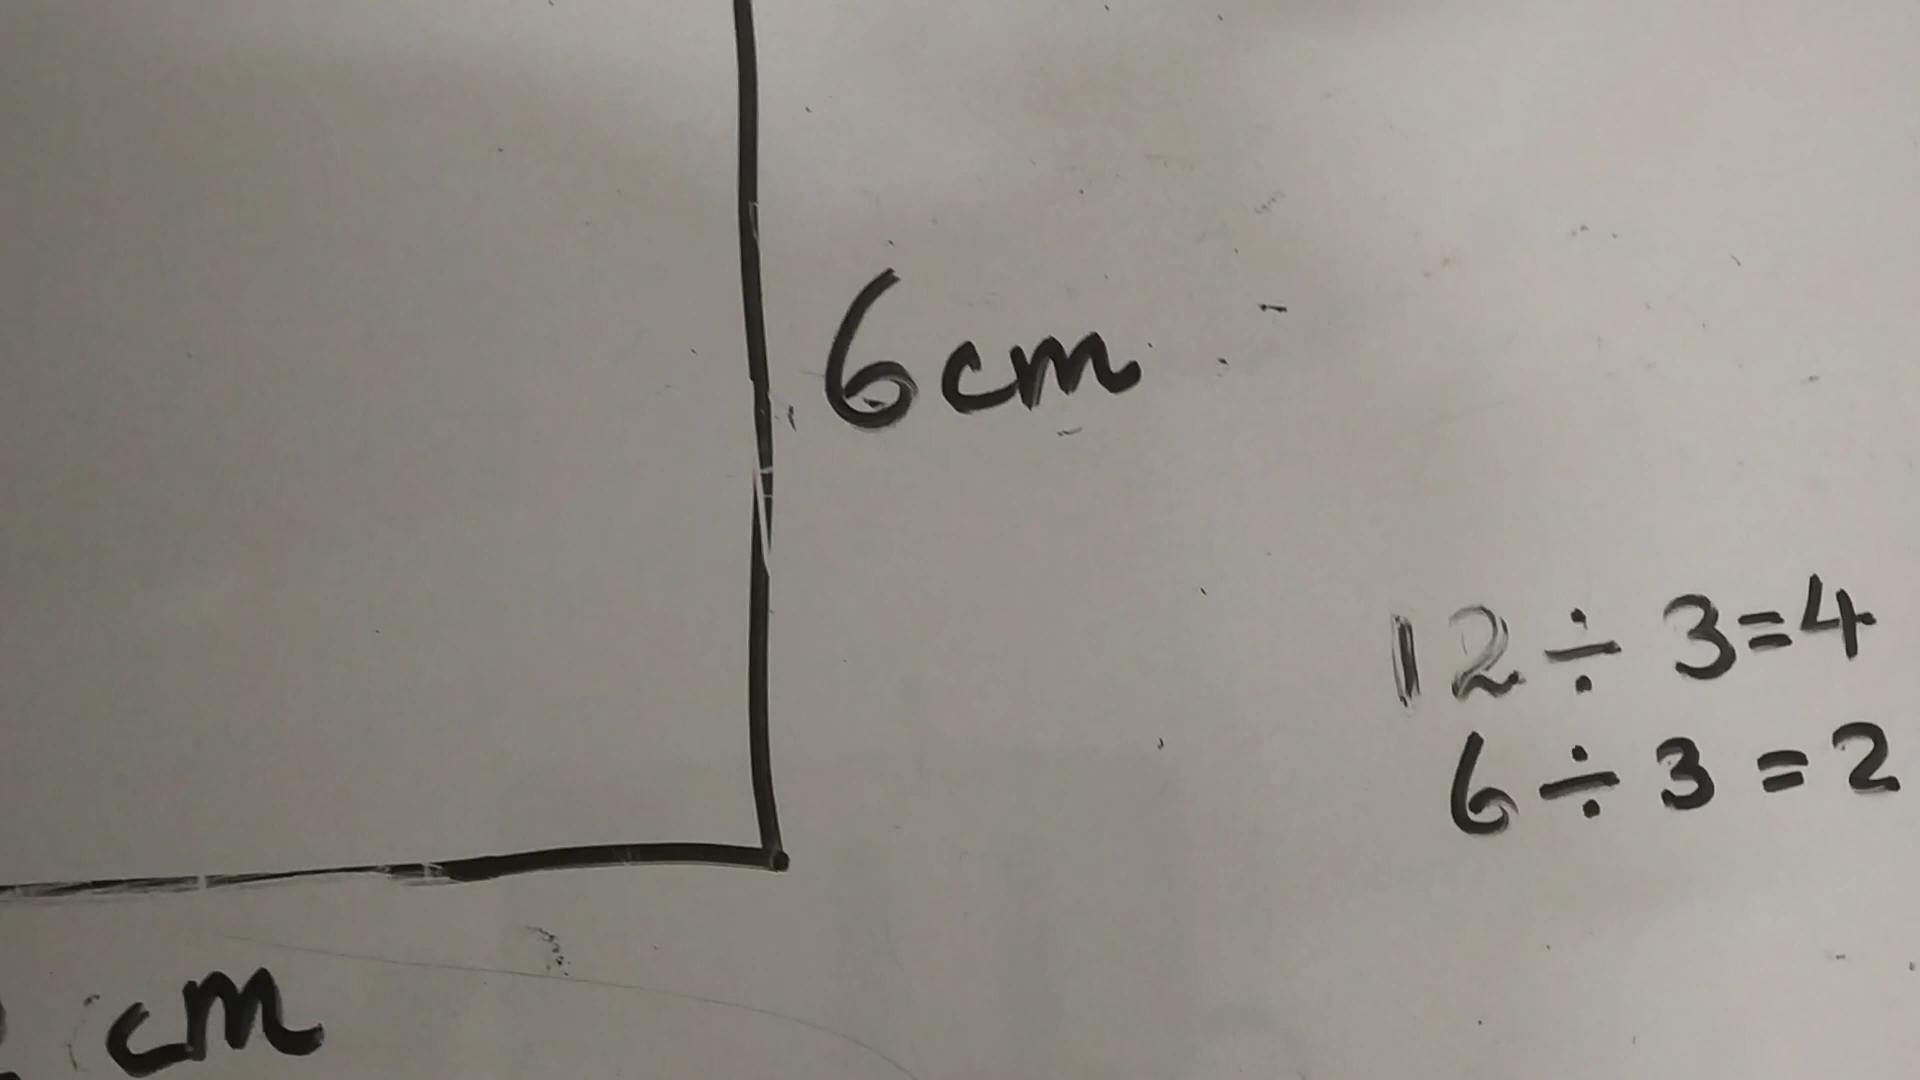 6cm
12 ÷ 3 = 4
6 ÷ 3 = 2
cm